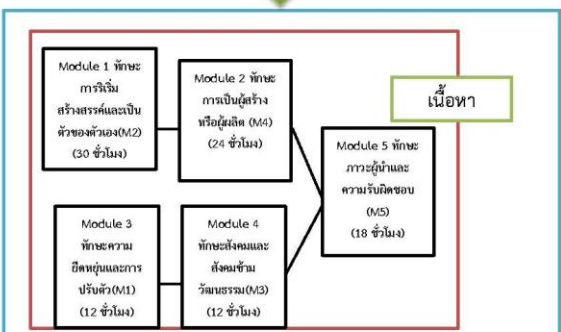 Module 1 ทักษะ
การริเริ่ม
สร้างสรรค์และเป็น
ตัวของตัวเอง(M2)
(30 ชั่วโมง)
Module 2 ทักษะ
การเป็นผู้สร้าง
หรือผู้ผลิต (M4)
(24 ชั่วโมง)
เนื้อหา
Module 5 ทักษะ
ภาวะผู้นำและ
ความรับผิดชอบ
(M5)
(18 ชั่วโมง)
Module 3
ทักษะความ
ยืดหยุ่นและการ
ปรับตัว(M1)
(12 ชั่วโมง)
Module 4
ทักษะสังคมและ
สังคมข้าม
วัฒนธรรม(M3)
(12 ชั่วโมง)